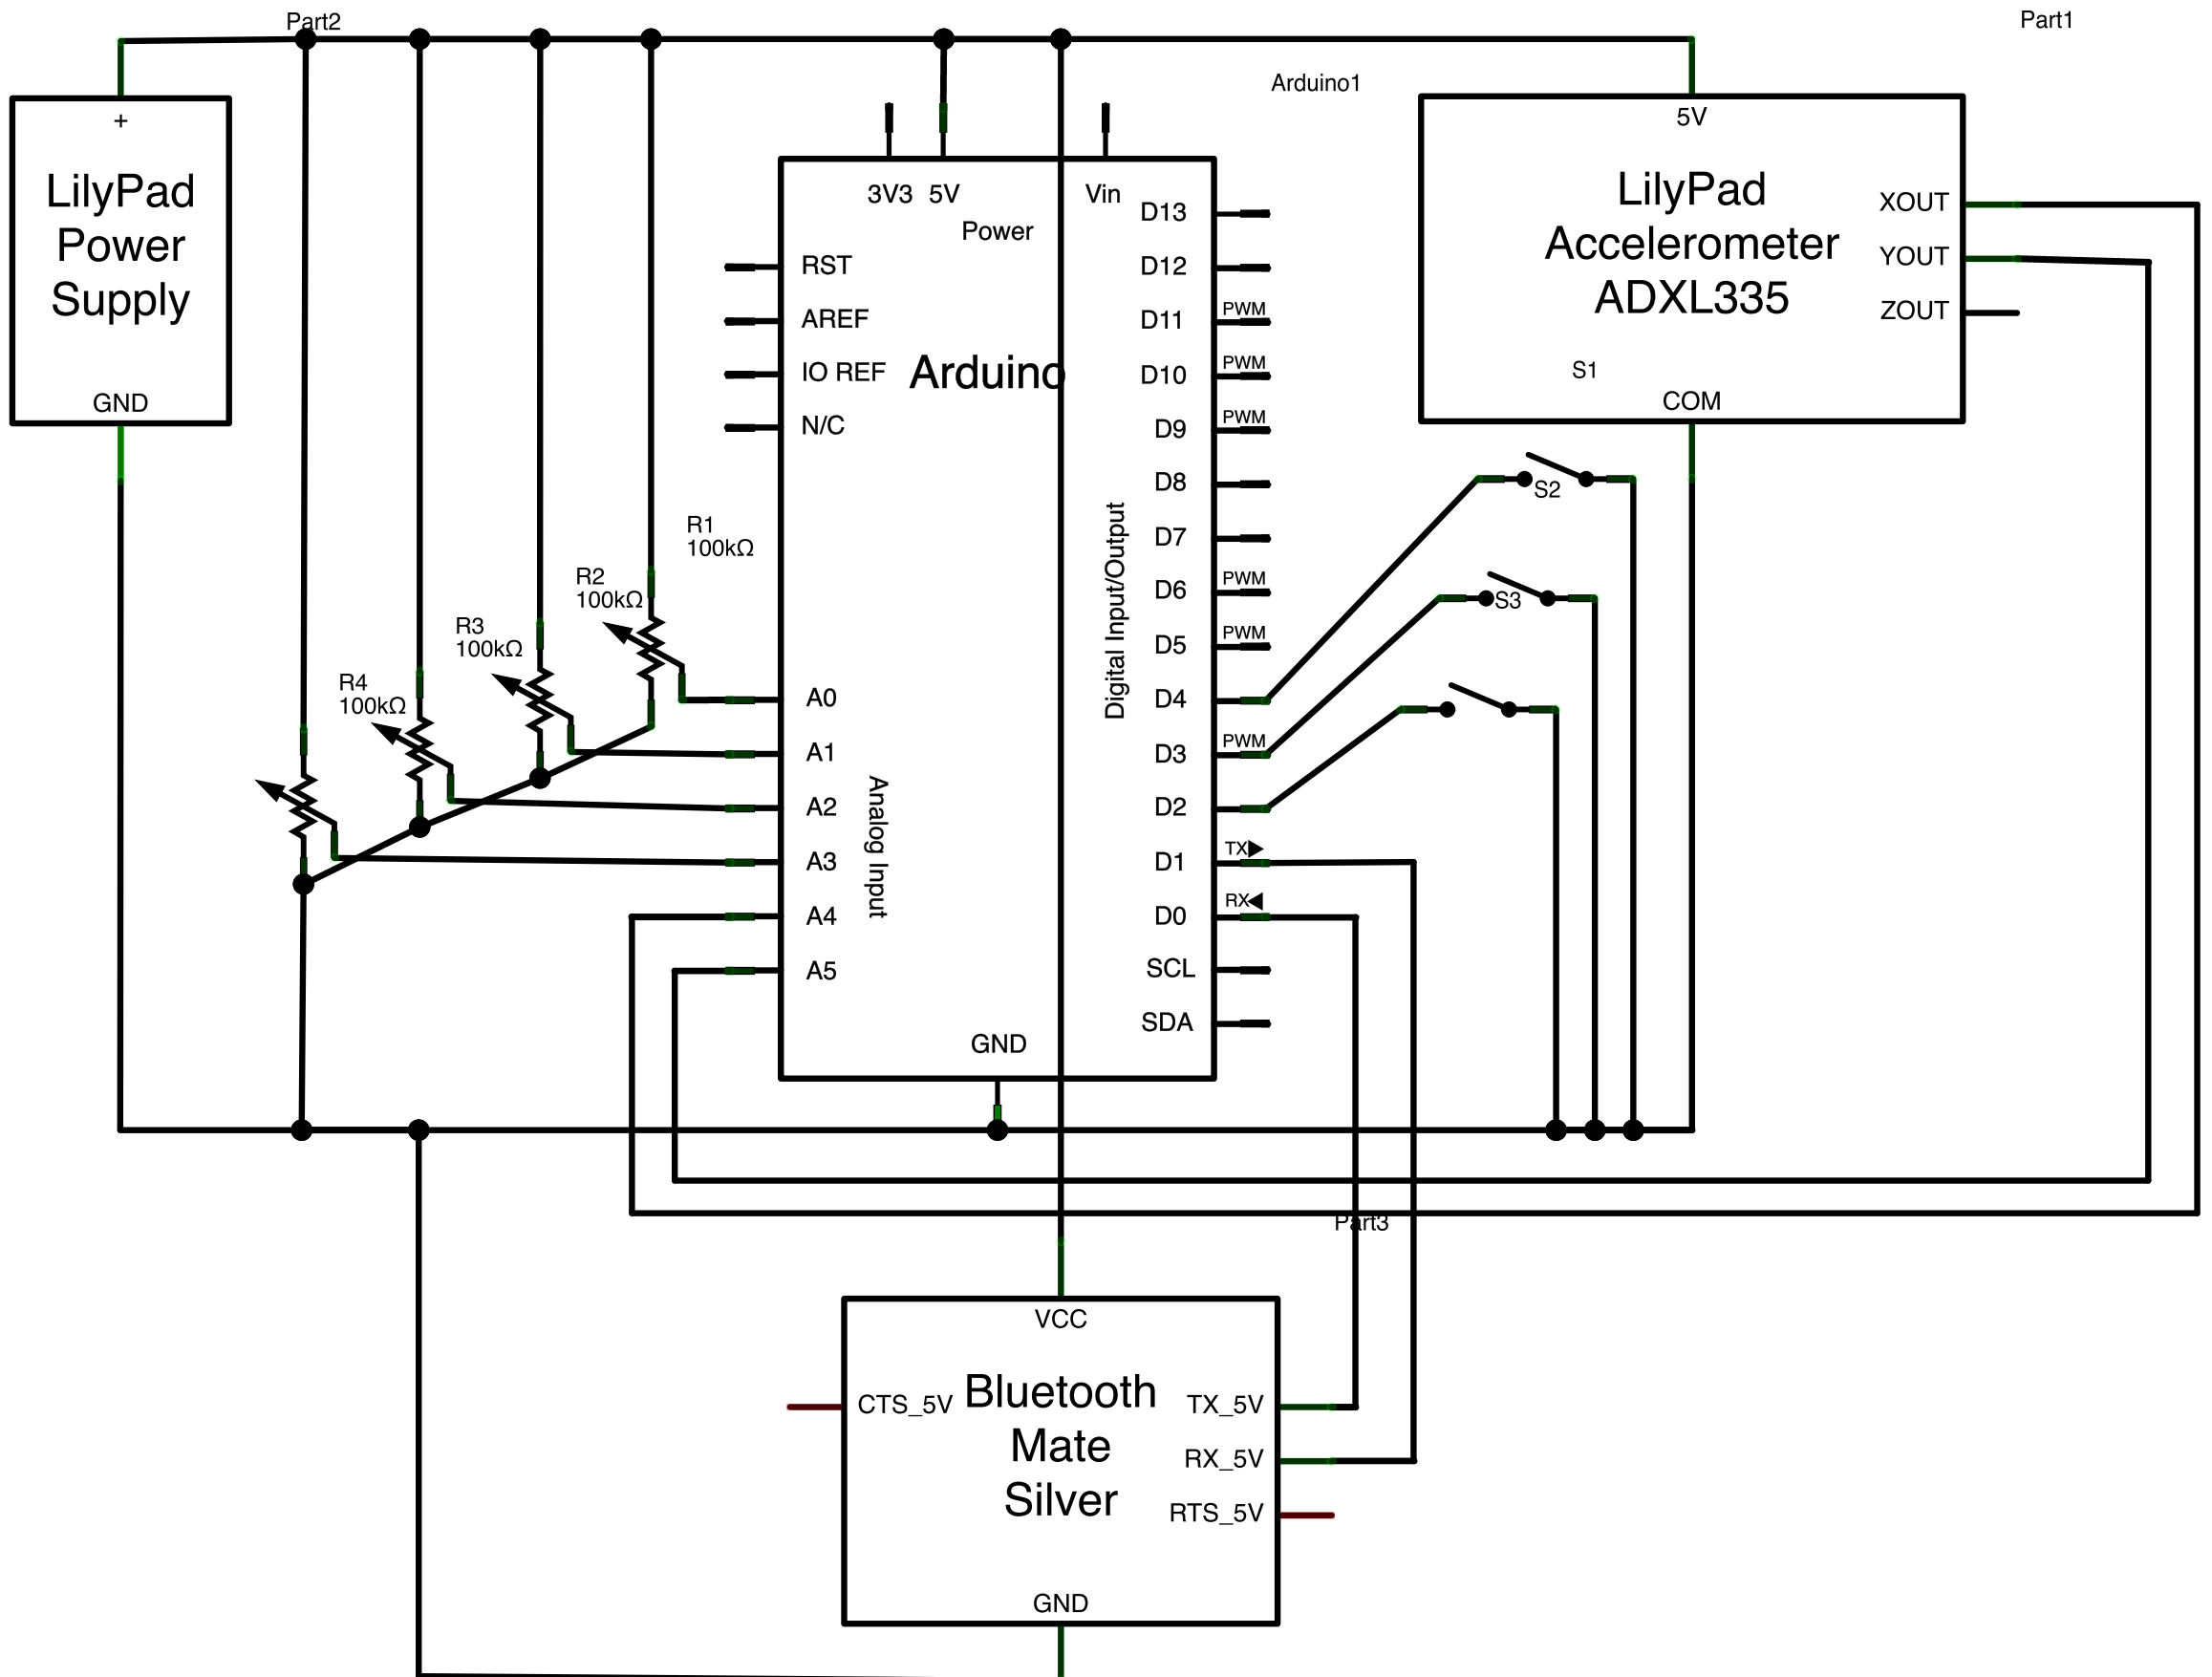 Part2
Part1
Arduino1
+
LilyPad
Power
Supply
GND
3V3
5V
Vin
Power
RST
AREF
IO REF
N/C
Arduino
D13
D12
PWM
D11
PWM
D10
PWM
D9
D8
D7
PWM
D6
PWM
D5
D4
PWM
D3
D2
TX
D1
RX
D0
SCL
SDA
Digital Input/Output
A0
A1
A2
A3
A4
A5
Analog Input
GND
5V
LilyPad
Accelerometer
ADXL335
XOUT
YOUT
ZOUT
S1
COM
S2
S3
R1
100kΩ
R2
100kΩ
R3
100kΩ
R4
100kΩ
Part3
VCC
Bluetooth
Mate
Silver
CTS_5V
TX_5V
RX_5V
RTS_5V
GND